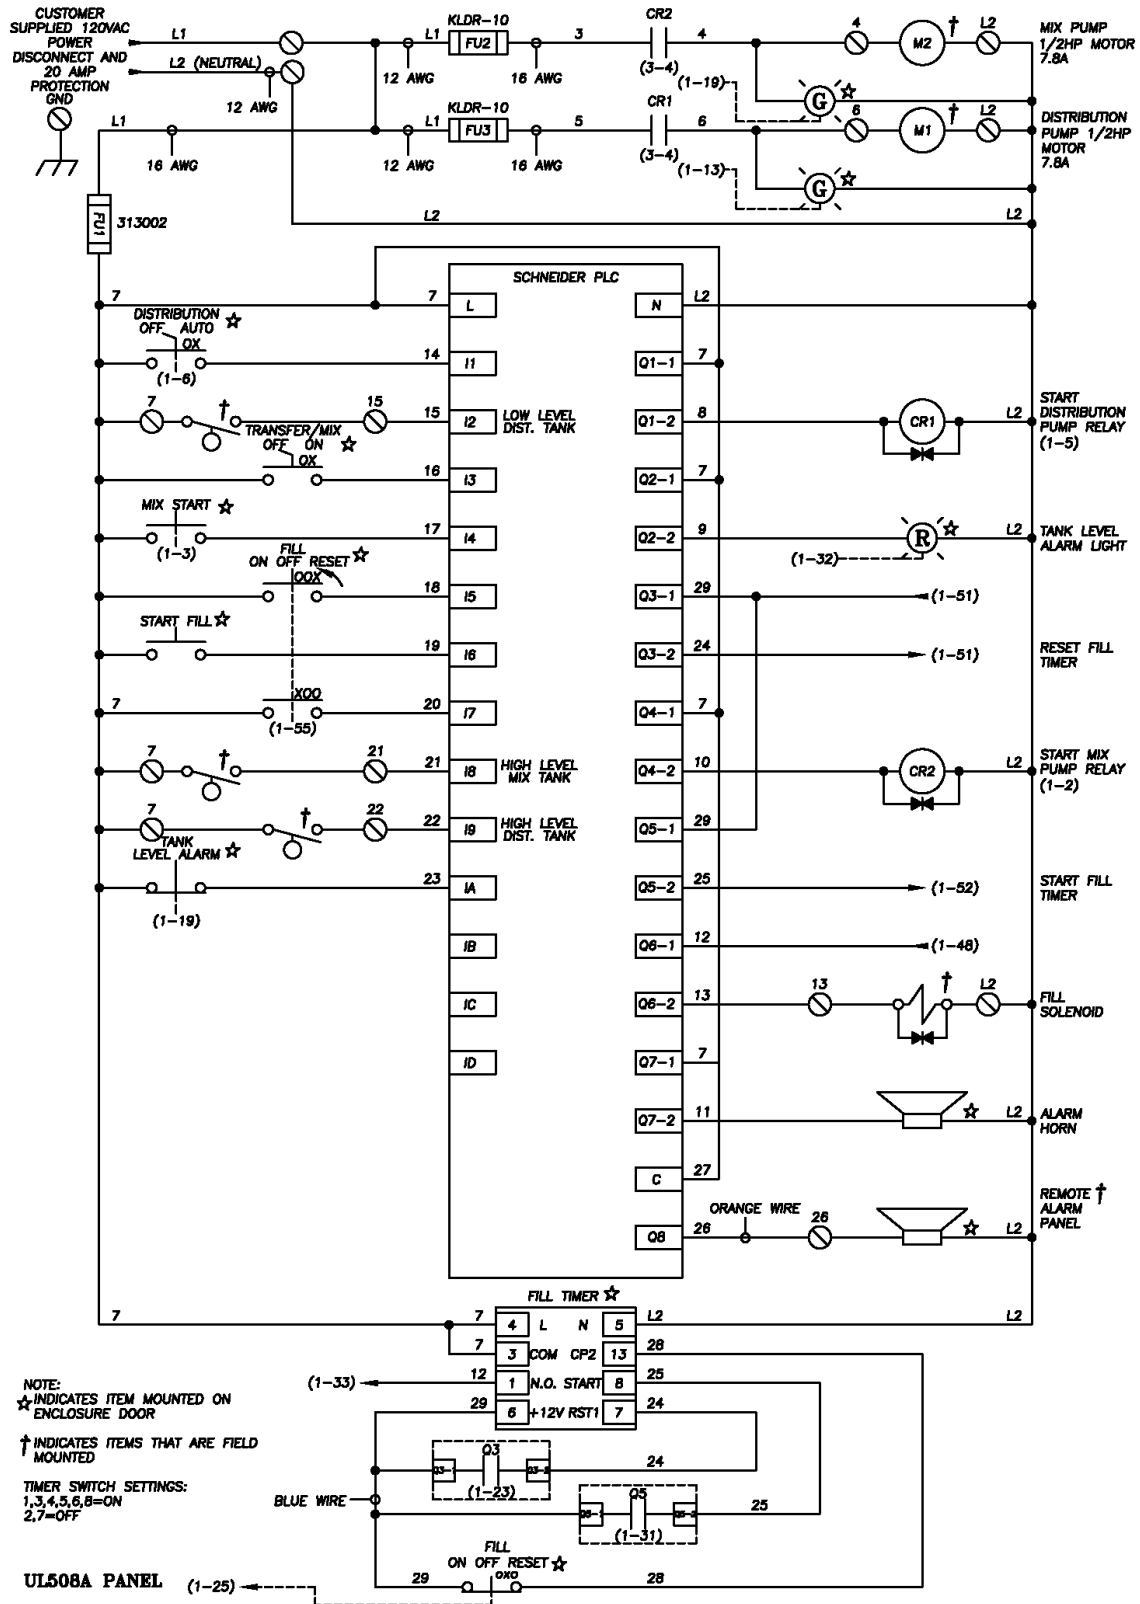 CUSTOMER
SUPPLIED 120VAC
POWER
DISCONNECT AND
20 AMP
PROTECTION
GND
L1
L2 (NEUTRAL)
12 AWG
KLDR-10
L1
FU2
12 AWG
16 AWG
3
CR2
(3-4)
4
(1-19)
G
4
M2
†
L2
MIX PUMP
1/2HP MOTOR
7.8A
L1
16 AWG
KLDR-10
L1
FU3
12 AWG
16 AWG
5
CR1
(3-4)
6
(1-13)
G
6
M1
†
L2
DISTRIBUTION
PUMP 1/2HP
MOTOR
7.8A
FU1
313002
L2
L2
SCHNEIDER PLC
7
7
L
N
L2
DISTRIBUTION
OFF AUTO
OX
(1-6)
14
I1
Q1-1
7
7
†
15
15
I2
LOW LEVEL
DIST. TANK
Q1-2
8
CR1
L2
START
DISTRIBUTION
PUMP RELAY
(1-5)
TRANSFER/MIX
OFF ON
OX
16
I3
Q2-1
7
MIX START
(1-3)
17
I4
Q2-2
9
(1-32)
R
L2
TANK LEVEL
ALARM LIGHT
FILL
ON OFF RESET
OOX
18
I5
Q3-1
29
(1-51)
START FILL
19
I6
Q3-2
24
(1-51)
RESET FILL
TIMER
7
XOO
(1-55)
20
I7
Q4-1
7
7
†
21
21
I8
HIGH LEVEL
MIX TANK
Q4-2
10
CR2
L2
START MIX
PUMP RELAY
(1-2)
7
†
22
22
I9
HIGH LEVEL
DIST. TANK
Q5-1
29
TANK
LEVEL ALARM
(1-19)
23
IA
Q5-2
25
(1-52)
START FILL
TIMER
IB
Q6-1
12
(1-48)
IC
Q6-2
13
13
†
L2
FILL
SOLENOID
ID
Q7-1
7
Q7-2
11
L2
ALARM
HORN
C
27
Q8
26
ORANGE WIRE
26
L2
REMOTE †
ALARM
PANEL
FILL TIMER
7
7
4
L
N
5
L2
L2
7
3
COM
CP2
13
28
(1-33)
12
1
N.O.
START
8
25
29
6
+12V
RST1
7
24
NOTE:
☆ INDICATES ITEM MOUNTED ON
ENCLOSURE DOOR
† INDICATES ITEMS THAT ARE FIELD
MOUNTED
TIMER SWITCH SETTINGS:
1,3,4,5,6,8=ON
2,7=OFF
Q3
Q3-1
Q3-2
(1-23)
24
BLUE WIRE
Q5
Q5-1
Q5-2
(1-31)
25
FILL
ON OFF RESET
OXO
29
28
UL508A PANEL
(1-25)